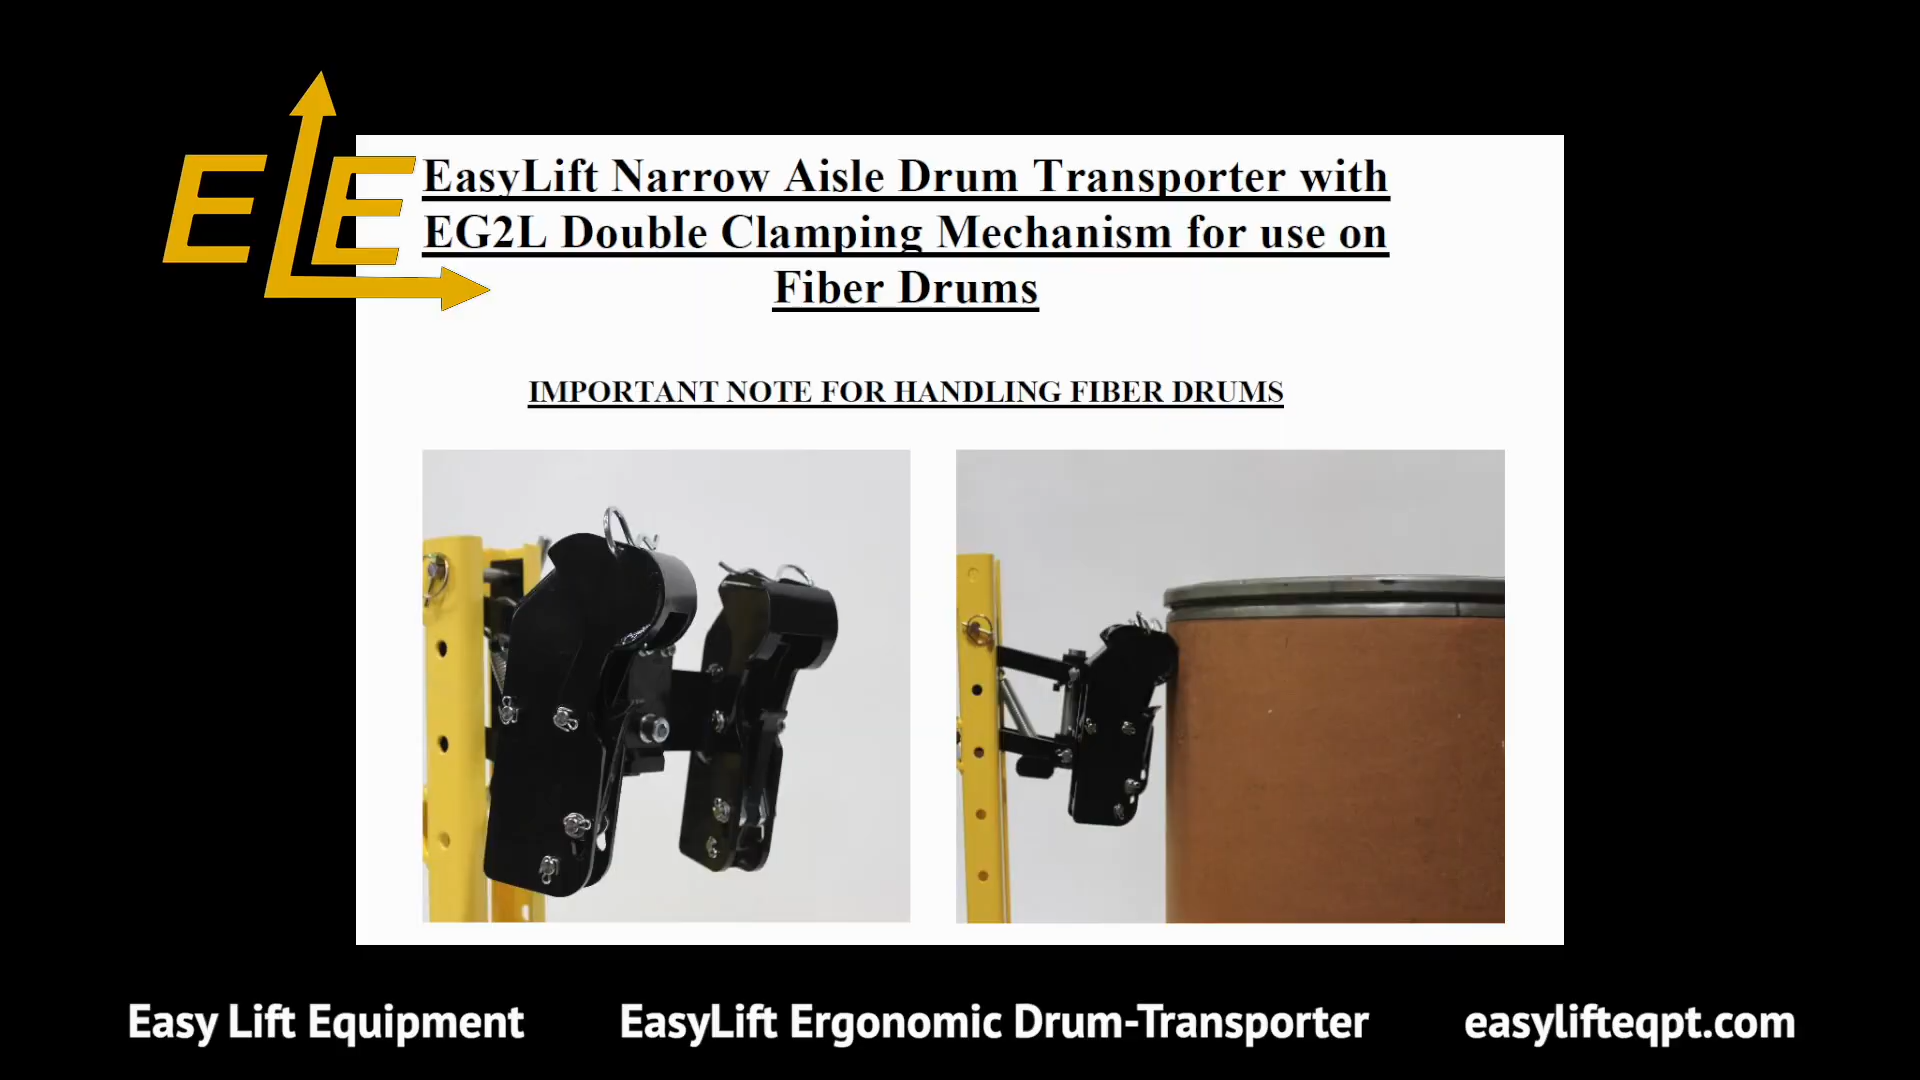 ELE
EasyLift Narrow Aisle Drum Transporter with
EG2L Double Clamping Mechanism for use on
Fiber Drums
IMPORTANT NOTE FOR HANDLING FIBER DRUMS
Easy Lift Equipment
EasyLift Ergonomic Drum-Transporter
easylifteqpt.com